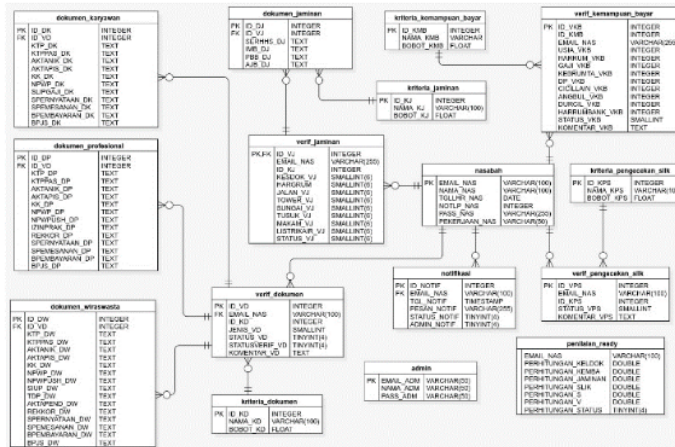 dokumen_karyawan
PK ID_DK INTEGER
FK ID_VD INTEGER
KTP_DK TEXT
KTPPAS_DK TEXT
AKTANIK_DK TEXT
AKTAPIS_DK TEXT
KK_DK TEXT
NPWP_DK TEXT
SLIPGAJI_DK TEXT
SPERNYATAAN_DK TEXT
SPEMESANAN_DK TEXT
BPEMBAYARAN_DK TEXT
BPJS_DK TEXT
dokumen_profesional
PK ID_DP INTEGER
FK ID_VD INTEGER
KTP_DP TEXT
KTPPAS_DP TEXT
AKTANIK_DP TEXT
AKTAPIS_DP TEXT
KK_DP TEXT
NPWP_DP TEXT
NPWPUSH_DP TEXT
IZINPRAK_DP TEXT
REKKOR_DP TEXT
SPERNYATAAN_DP TEXT
SPEMESANAN_DP TEXT
BPEMBAYARAN_DP TEXT
BPJS_DP TEXT
dokumen_wiraswasta
PK ID_DW INTEGER
FK ID_VD INTEGER
KTP_DW TEXT
KTPPAS_DW TEXT
AKTANIK_DW TEXT
AKTAPIS_DW TEXT
KK_DW TEXT
NPWP_DW TEXT
NPWPUSH_DW TEXT
SIUP_DW TEXT
TDP_DW TEXT
AKTAPEND_DW TEXT
REKKOR_DW TEXT
SPERNYATAAN_DW TEXT
SPEMESANAN_DW TEXT
BPEMBAYARAN_DW TEXT
BPJS_DW TEXT
dokumen_jaminan
PK ID_DJ INTEGER
FK ID_VJ INTEGER
TEXT
IMB_DJ TEXT
PBB_DJ TEXT
AJB_DJ TEXT
kriteria_jaminan
PK ID_KJ INTEGER
NAMA_KJ VARCHAR(100)
BOBOT_KJ FLOAT
verif_jaminan
PK,FK ID_VJ INTEGER
EMAIL_NAS VARCHAR(255)
ID_KJ INTEGER
SMALLINT(6)
HARGRUM SMALLINT(6)
JALAN_VJ SMALLINT(6)
TOWER_VJ SMALLINT(6)
SUNGAI_VJ SMALLINT(6)
TUSUK_VJ SMALLINT(6)
MAKAM_VJ SMALLINT(6)
LISTRIKAIR_VJ SMALLINT(6)
STATUS_VJ SMALLINT(6)
verif_dokumen
PK ID_VD INTEGER
FK EMAIL_NAS VARCHAR(100)
ID_KD INTEGER
JENIS_VD SMALLINT
STATUS_VD TINYINT(4)
STATUSVERIF_VD TINYINT(4)
KOMENTAR_VD TEXT
kriteria_dokumen
PK ID_KD INTEGER
NAMA_KD VARCHAR(100)
BOBOT_KD FLOAT
kriteria_kemampuan_bayar
PK ID_KMB INTEGER
NAMA_KMB VARCHAR
BOBOT_KMB FLOAT
verif_kemampuan_bayar
PK ID_VKB INTEGER
ID_KMB INTEGER
EMAIL_NAS VARCHAR(255)
USIA_VKB INTEGER
HARRUM_VKB INTEGER
GAJI_VKB INTEGER
INTEGER
DP_VKB INTEGER
CICILLAIN_VKB INTEGER
ANGBUL_VKB INTEGER
INTEGER
HARRUMBANK_VKB INTEGER
STATUS_VKB SMALLINT
KOMENTAR_VKB TEXT
nasabah
PK EMAIL_NAS VARCHAR(100)
NAMA_NAS VARCHAR(100)
TGLLHR_NAS DATE
NOTLP_NAS INTEGER
PASS_NAS VARCHAR(255)
PEKERJAAN_NAS VARCHAR(50)
kriteria_pengecekan_silk
PK ID_KPS INTEGER
NAMA_KPS VARCHAR(100)
BOBOT_KPS FLOAT
notifikasi
PK ID_NOTIF INTEGER
FK EMAIL_NAS VARCHAR(100)
TGL_NOTIF TIMESTAMP
PESAN_NOTIF VARCHAR(255)
STATUS_NOTIF TINYINT(4)
ADMIN_NOTIF TINYINT(4)
verif_pengecekan_silk
PK ID_VPS INTEGER
EMAIL_NAS VARCHAR(100)
ID_KPS INTEGER
STATUS_VPS SMALLINT
KOMENTAR_VPS TEXT
admin
PK EMAIL_ADM VARCHAR(50)
NAMA_ADM VARCHAR(50)
PASS_ADM VARCHAR(50)
penilaian_ready
EMAIL_NAS VARCHAR(100)
PERHITUNGAN_KELDOK DOUBLE
PERHITUNGAN_KEMBA DOUBLE
PERHITUNGAN_JAMINAN DOUBLE
PERHITUNGAN_SLIK DOUBLE
PERHITUNGAN_S DOUBLE
PERHITUNGAN_V DOUBLE
PERHITUNGAN_STATUS TINYINT(4)